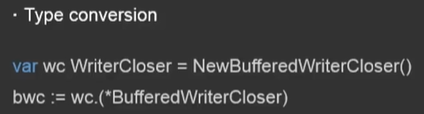 · Type conversion
var wc WriterCloser = NewBufferedWriterCloser()
bwc := wc.(*BufferedWriterCloser)